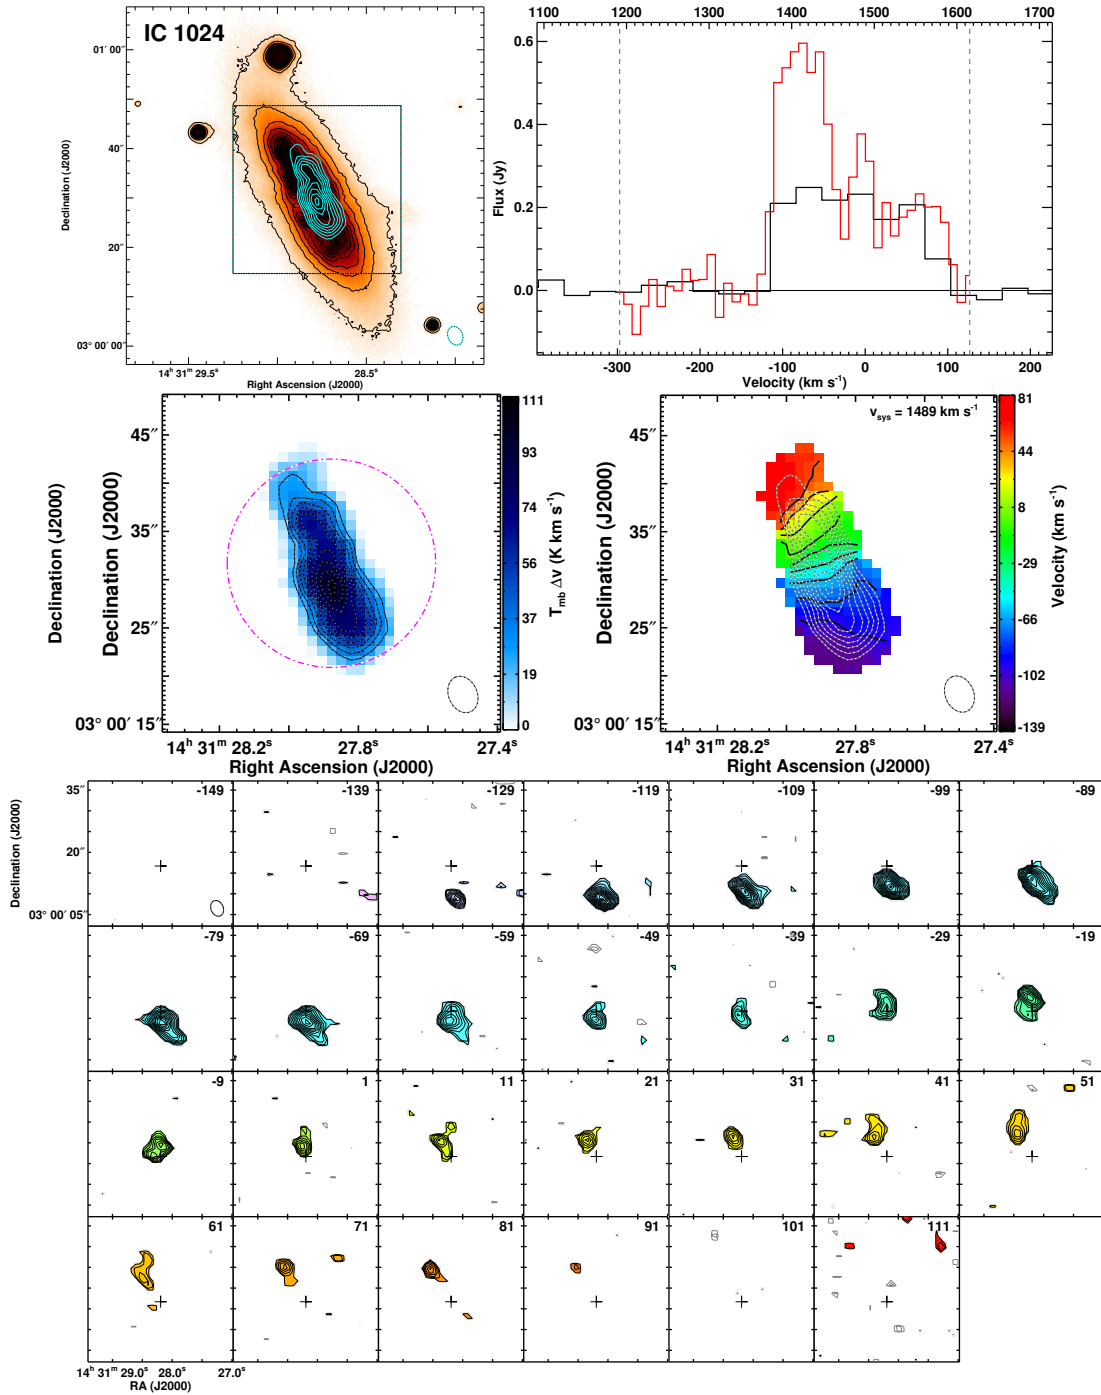 IC 1024
01′ 00″
40″
20″
03° 00′ 00″
Declination (J2000)
14ʰ 31ᵐ 29.5ˢ
28.5ˢ
Right Ascension (J2000)
1100 1200 1300 1400 1500 1600 1700
0.6
0.4
0.2
0.0
Flux (Jy)
-300 -200 -100 0 100 200
Velocity (km s⁻¹)
45″
35″
25″
03° 00′ 15″
Declination (J2000)
Declination (J2000)
14ʰ 31ᵐ 28.2ˢ
27.8ˢ
27.4ˢ
Right Ascension (J2000)
111
93
74
56
37
19
0
T_mb Δv (K km s⁻¹)
v_sys = 1489 km s⁻¹
45″
35″
25″
03° 00′ 15″
Declination (J2000)
14ʰ 31ᵐ 28.2ˢ
27.8ˢ
27.4ˢ
Right Ascension (J2000)
81
44
8
-29
-66
-102
-139
Velocity (km s⁻¹)
35″
20″
03° 00′ 05″
Declination (J2000)
-149 -139 -129 -119 -109 -99 -89
-79 -69 -59 -49 -39 -29 -19
-9 1 11 21 31 41 51
61 71 81 91 101 111
14ʰ 31ᵐ 29.0ˢ 28.0ˢ 27.0ˢ
RA (J2000)